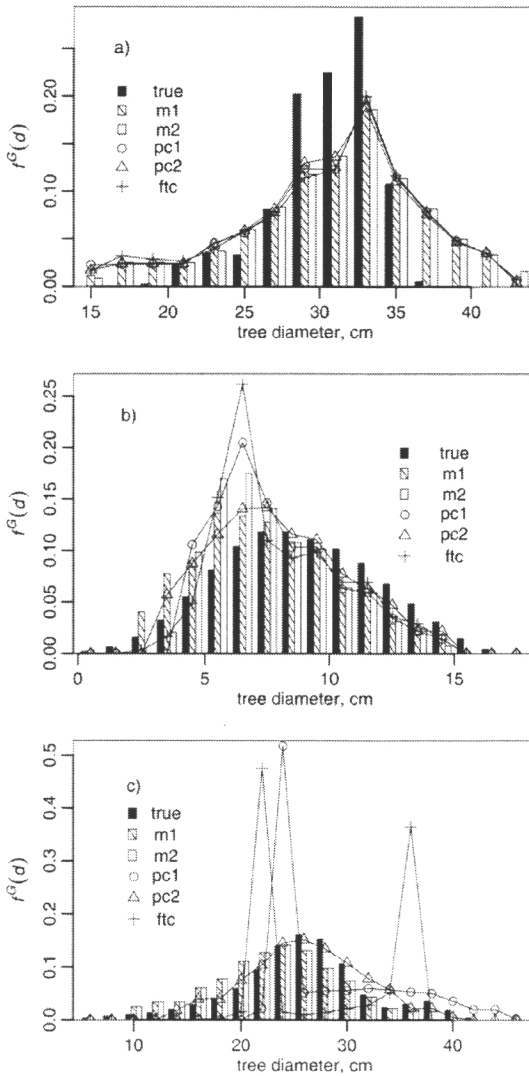 a)
true
m1
m2
pc1
pc2
ftc
f^G(d)
0.00
0.10
0.20
15
20
25
30
35
40
tree diameter, cm
b)
true
m1
m2
pc1
pc2
ftc
f^G(d)
0.00
0.05
0.10
0.15
0.20
0.25
0
5
10
15
tree diameter, cm
c)
true
m1
m2
pc1
pc2
ftc
f^G(d)
0.0
0.1
0.2
0.3
0.4
0.5
10
20
30
40
tree diameter, cm